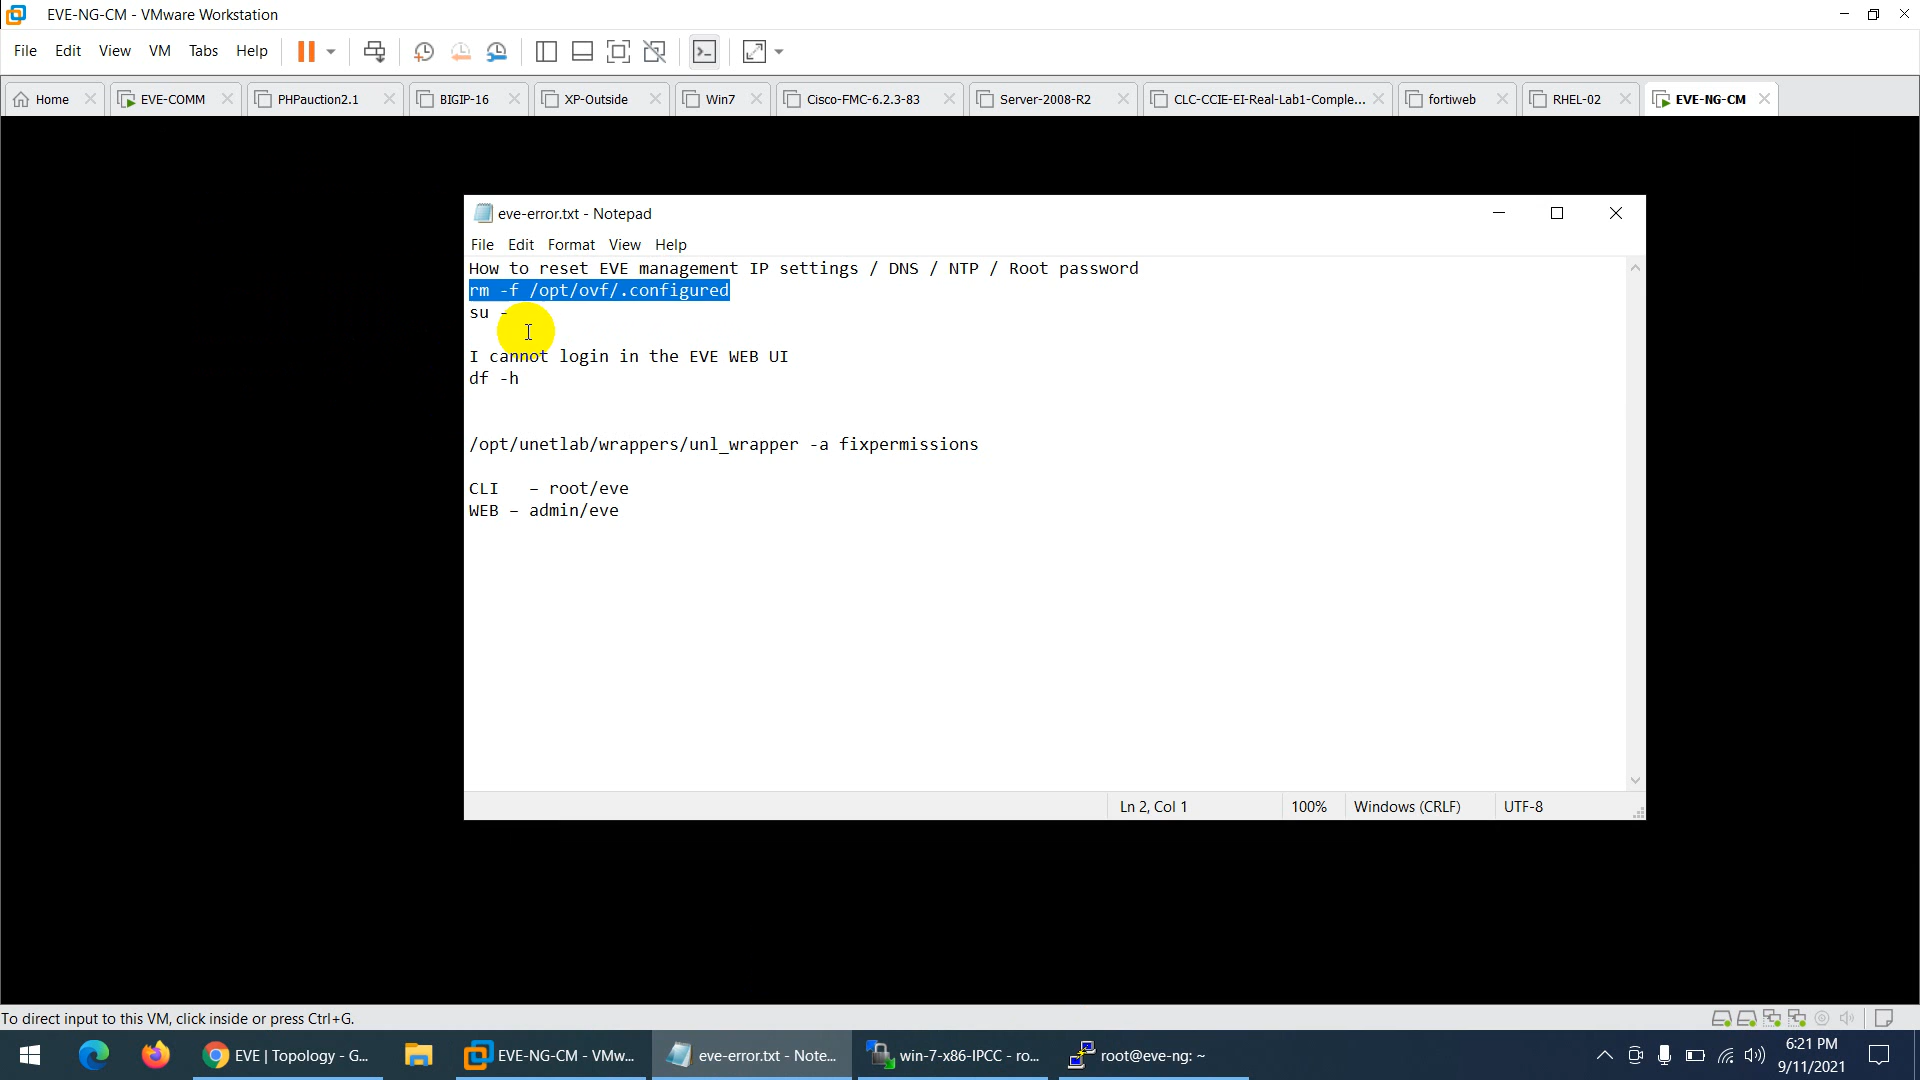 EVE-NG-CM - VMware Workstation
File Edit View VM Tabs Help
Home EVE-COMM PHPauction2.1 BIGIP-16 XP-Outside Win7 Cisco-FMC-6.2.3-83 Server-2008-R2 CLC-CCIE-EI-Real-Lab1-Comple... fortiweb RHEL-02 EVE-NG-CM
eve-error.txt - Notepad
File Edit Format View Help
How to reset EVE management IP settings / DNS / NTP / Root password
rm -f /opt/ovf/.configured
su -
I cannot login in the EVE WEB UI
df -h
/opt/unetlab/wrappers/unl_wrapper -a fixpermissions
CLI – root/eve
WEB – admin/eve
Ln 2, Col 1 100% Windows (CRLF) UTF-8
To direct input to this VM, click inside or press Ctrl+G.
EVE | Topology - G... EVE-NG-CM - VMw... eve-error.txt - Note... win-7-x86-IPCC - ro... root@eve-ng: ~
6:21 PM
9/11/2021